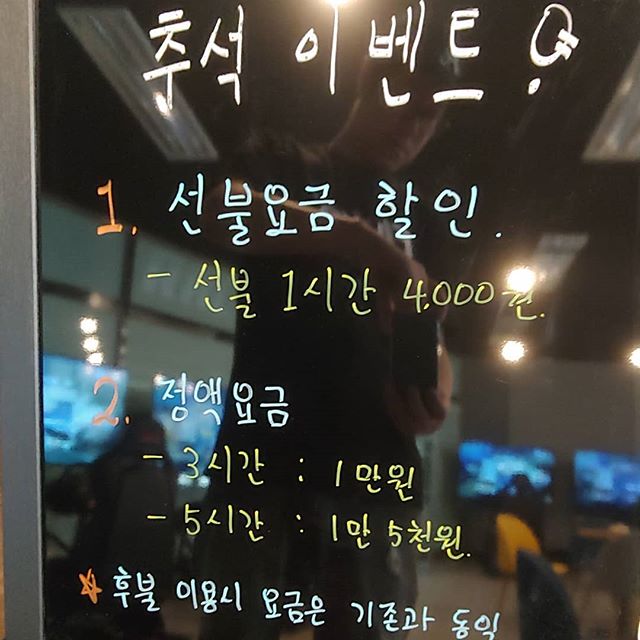 추석 이벤트!
1. 선불요금 할인.
- 선불 1시간 4,000원.
2. 정액요금
- 3시간 : 1만원
- 5시간 : 1만 5천원.
☆ 후불 이용시 요금은 기존과 동일